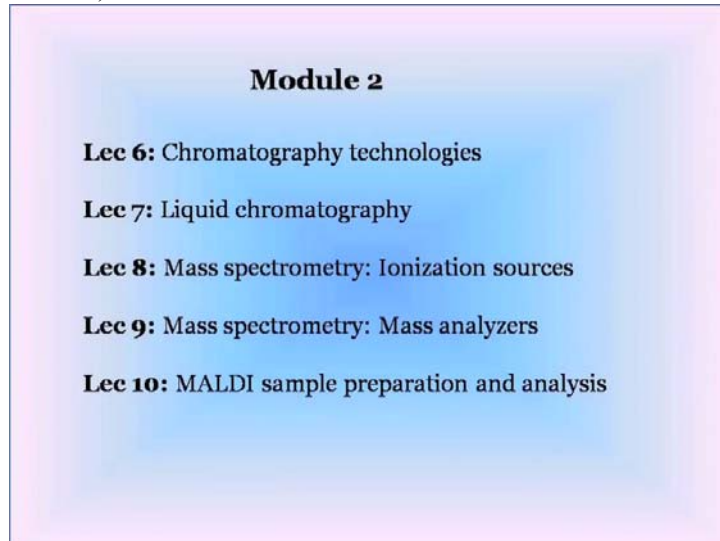 Module 2
Lec 6: Chromatography technologies
Lec 7: Liquid chromatography
Lec 8: Mass spectrometry: Ionization sources
Lec 9: Mass spectrometry: Mass analyzers
Lec 10: MALDI sample preparation and analysis